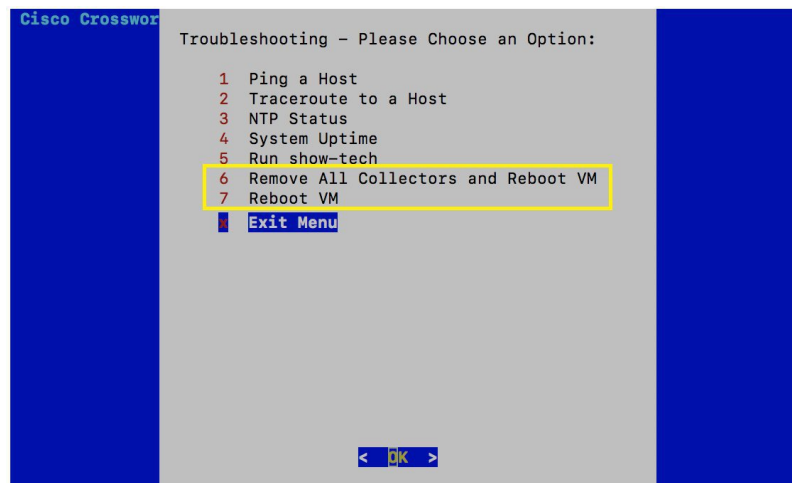 Cisco Crosswor
Troubleshooting – Please Choose an Option:
1 Ping a Host
2 Traceroute to a Host
3 NTP Status
4 System Uptime
5 Run show-tech
6 Remove All Collectors and Reboot VM
7 Reboot VM
x Exit Menu
< OK >